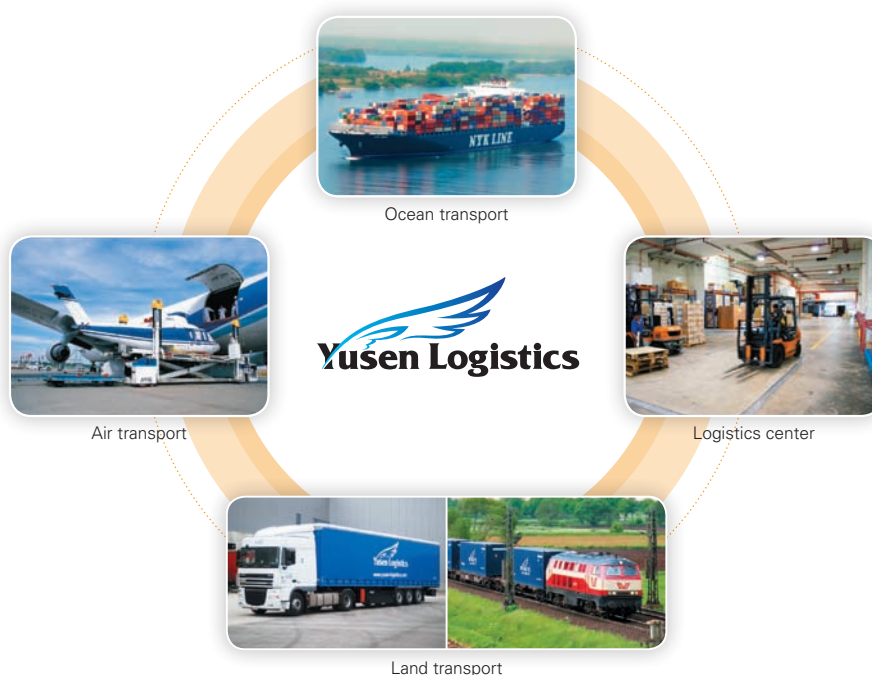 NYK LINE
Ocean transport
Air transport
Yusen Logistics
Logistics center
Yusen Logistics
Land transport